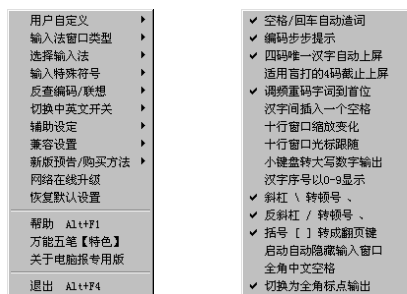 用户自定义
输入法窗口类型
选择输入法
输入特殊符号
反查编码/联想
切换中英文开关
辅助设定
兼容设置
新版预告/购买方法
网络在线升级
恢复默认设置
帮助 Alt+F1
万能五笔【特色】
关于电脑报专用版
退出 Alt+F4
空格/回车自动造词
编码步步提示
四码唯一汉字自动上屏
适用盲打的4码截止上屏
调频重码字词到首位
汉字间插入一个空格
十行窗口缩放变化
十行窗口光标跟随
小键盘转大写数字输出
汉字序号以0-9显示
斜杠 \ 转顿号 、
反斜杠 / 转顿号 、
括号 [ ] 转成翻页键
启动自动隐藏输入窗口
全角中文空格
切换为全角标点输出